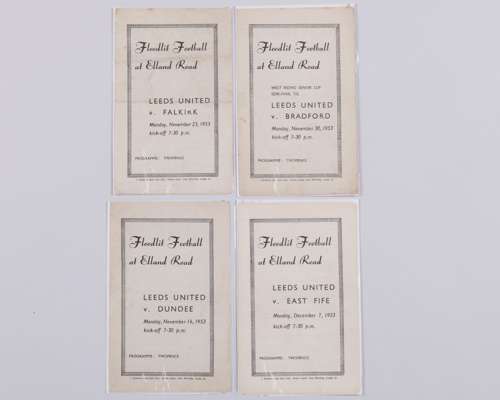 Floodlit Football
at Elland Road
LEEDS UNITED
v. FALKIRK
Monday, November 23, 1953
kick-off 7-30 p.m.
PROGRAMME: TWOPENCE
Floodlit Football
at Elland Road
WEST RIDING SENIOR CUP
SEMI-FINAL TIE
LEEDS UNITED
v. BRADFORD
Monday, November 30, 1953
kick-off 7-30 p.m.
PROGRAMME: TWOPENCE
Floodlit Football
at Elland Road
LEEDS UNITED
v. DUNDEE
Monday, November 16, 1953
kick-off 7-30 p.m.
PROGRAMME: TWOPENCE
Floodlit Football
at Elland Road
LEEDS UNITED
v. EAST FIFE
Monday, December 7, 1953
kick-off 7-30 p.m.
PROGRAMME: TWOPENCE